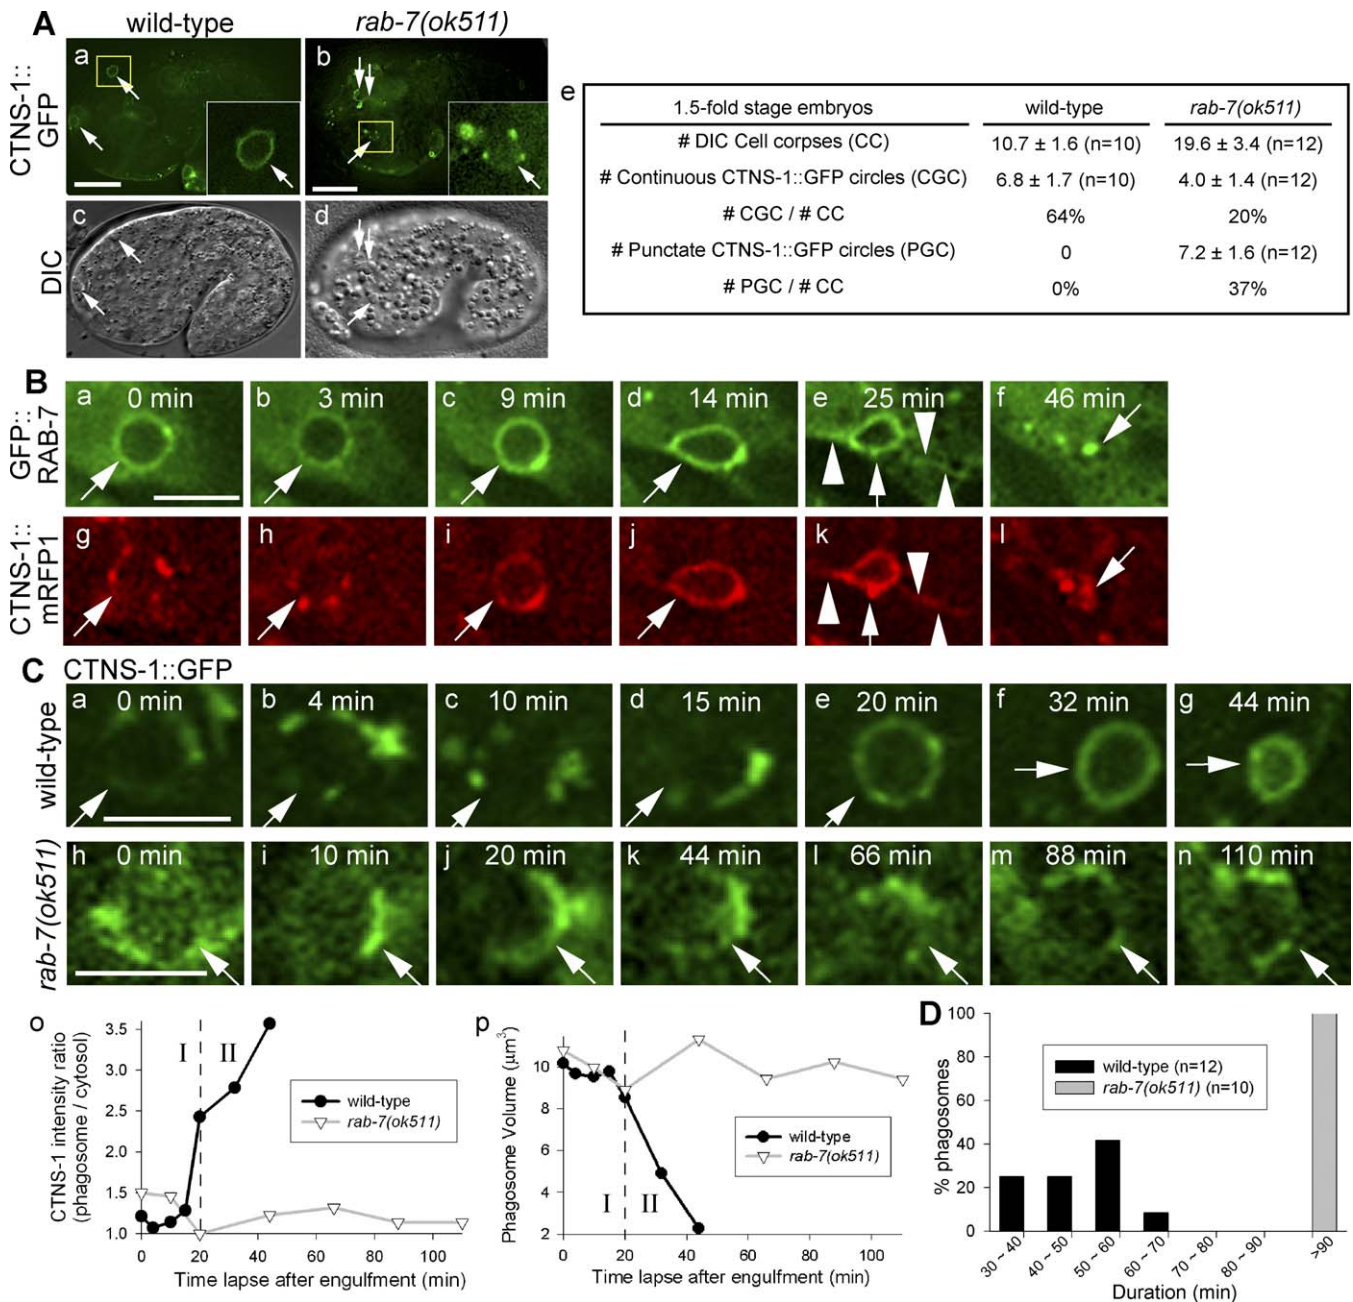 A
wild-type
rab-7(ok511)
CTNS-1::
GFP
a
b
DIC
c
d
e
1.5-fold stage embryos
wild-type
rab-7(ok511)
# DIC Cell corpses (CC)
10.7 ± 1.6 (n=10)
19.6 ± 3.4 (n=12)
# Continuous CTNS-1::GFP circles (CGC)
6.8 ± 1.7 (n=10)
4.0 ± 1.4 (n=12)
# CGC / # CC
64%
20%
# Punctate CTNS-1::GFP circles (PGC)
0
7.2 ± 1.6 (n=12)
# PGC / # CC
0%
37%
B
GFP::
RAB-7
a 0 min
b 3 min
c 9 min
d 14 min
e 25 min
f 46 min
CTNS-1::
mRFP1
g
h
i
j
k
l
C CTNS-1::GFP
wild-type
a 0 min
b 4 min
c 10 min
d 15 min
e 20 min
f 32 min
g 44 min
rab-7(ok511)
h 0 min
i 10 min
j 20 min
k 44 min
l 66 min
m 88 min
n 110 min
o
CTNS-1 intensity ratio
(phagosome / cytosol)
3.5
3.0
2.5
2.0
1.5
1.0
I
II
wild-type
rab-7(ok511)
0 20 40 60 80 100
Time lapse after engulfment (min)
p
Phagosome Volume (µm³)
10
8
6
4
2
I
II
wild-type
rab-7(ok511)
0 20 40 60 80 100
Time lapse after engulfment (min)
D
% phagosomes
100
80
60
40
20
0
wild-type (n=12)
rab-7(ok511) (n=10)
30 ~ 40
40 ~ 50
50 ~ 60
60 ~ 70
70 ~ 80
80 ~ 90
>90
Duration (min)